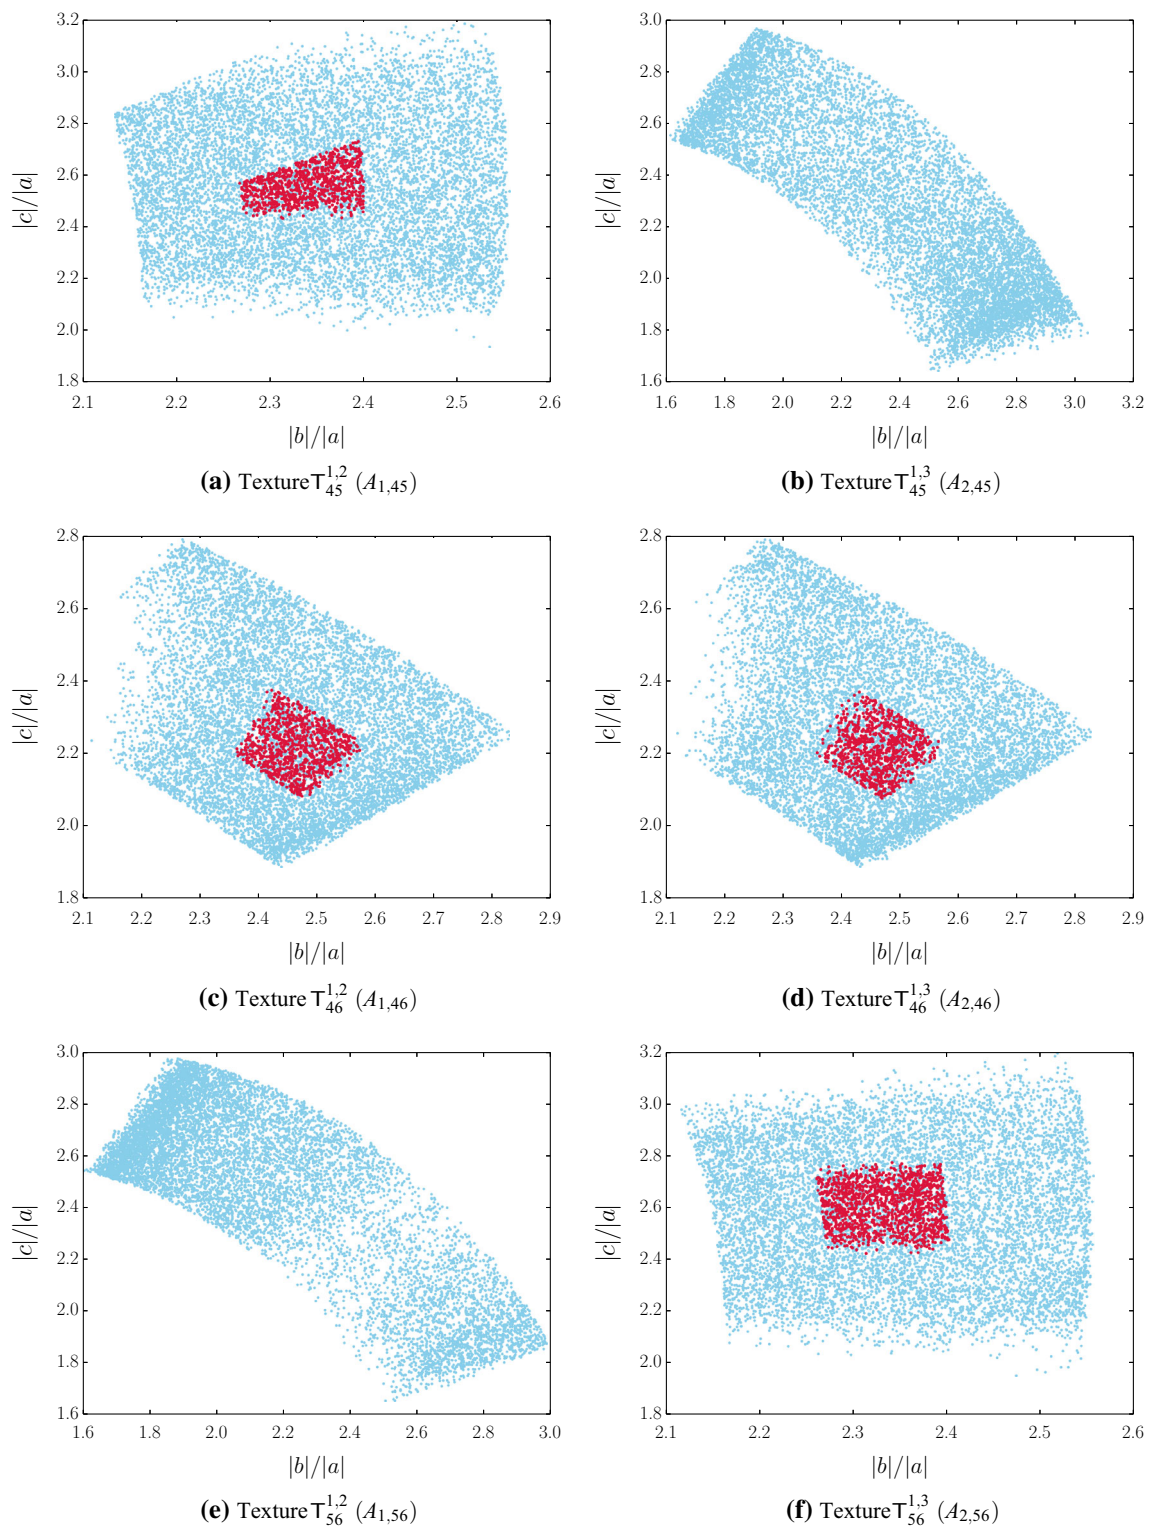 3.2
3.0
2.8
2.6
2.4
2.2
2.0
1.8
|c|/|a|
2.1 2.2 2.3 2.4 2.5 2.6
|b|/|a|
(a) Texture T^{1,2}_{45} (A_{1,45})
3.0
2.8
2.6
2.4
2.2
2.0
1.8
1.6
|c|/|a|
1.6 1.8 2.0 2.2 2.4 2.6 2.8 3.0 3.2
|b|/|a|
(b) Texture T^{1,3}_{45} (A_{2,45})
2.8
2.6
2.4
2.2
2.0
1.8
|c|/|a|
2.1 2.2 2.3 2.4 2.5 2.6 2.7 2.8 2.9
|b|/|a|
(c) Texture T^{1,2}_{46} (A_{1,46})
2.8
2.6
2.4
2.2
2.0
1.8
|c|/|a|
2.1 2.2 2.3 2.4 2.5 2.6 2.7 2.8 2.9
|b|/|a|
(d) Texture T^{1,3}_{46} (A_{2,46})
3.0
2.8
2.6
2.4
2.2
2.0
1.8
1.6
|c|/|a|
1.6 1.8 2.0 2.2 2.4 2.6 2.8 3.0
|b|/|a|
(e) Texture T^{1,2}_{56} (A_{1,56})
3.2
3.0
2.8
2.6
2.4
2.2
2.0
1.8
|c|/|a|
2.1 2.2 2.3 2.4 2.5 2.6
|b|/|a|
(f) Texture T^{1,3}_{56} (A_{2,56})